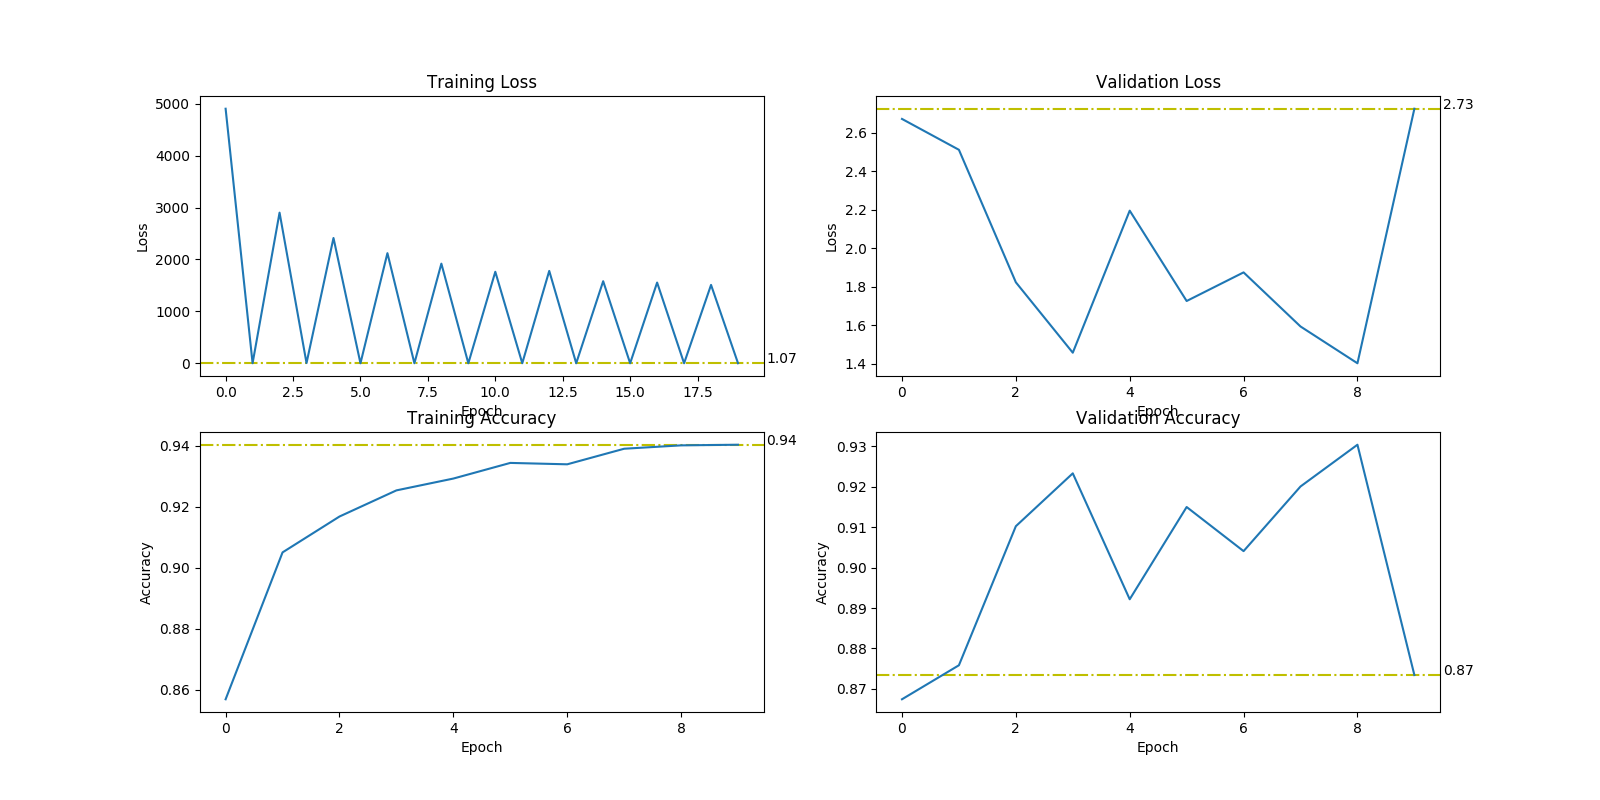 Training Loss
5000
4000
3000
2000
1000
0
Loss
1.07
0.0 2.5 5.0 7.5 10.0 12.5 15.0 17.5
Epoch
Validation Loss
2.73
2.6
2.4
2.2
2.0
1.8
1.6
1.4
Loss
0 2 4 6 8
Epoch
Training Accuracy
0.94
0.92
0.90
0.88
0.86
Accuracy
0.94
0 2 4 6 8
Epoch
Validation Accuracy
0.93
0.92
0.91
0.90
0.89
0.88
0.87
Accuracy
0.87
0 2 4 6 8
Epoch